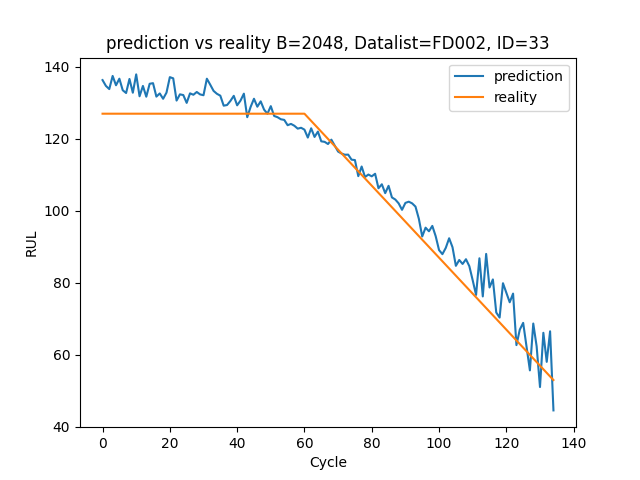 prediction vs reality B=2048, Datalist=FD002, ID=33
prediction
reality
RUL
140
120
100
80
60
40
0 20 40 60 80 100 120 140
Cycle